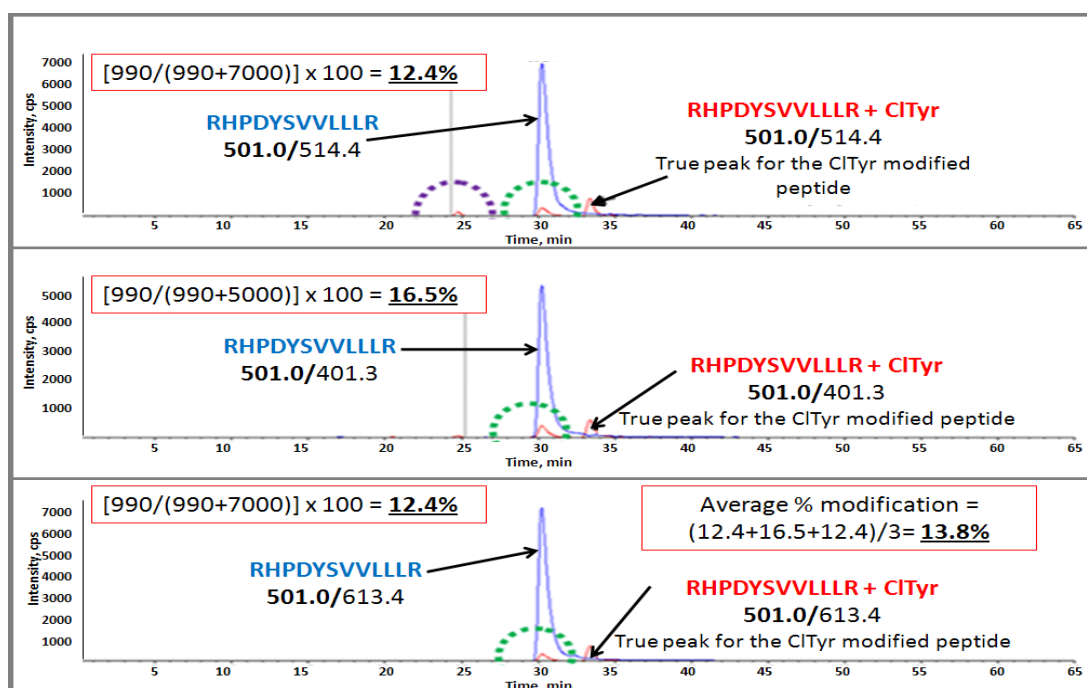 [990/(990+7000)] x 100 = 12.4%
RHPDYSVVLLLR
501.0/514.4
RHPDYSVVLLLR + ClTyr
501.0/514.4
True peak for the ClTyr modified
peptide
Intensity, cps
7000
6000
5000
4000
3000
2000
1000
5 10 15 20 25 30 35 40 45 50 55 60 65
Time, min
[990/(990+5000)] x 100 = 16.5%
RHPDYSVVLLLR
501.0/401.3
RHPDYSVVLLLR + ClTyr
501.0/401.3
True peak for the ClTyr modified peptide
Intensity, cps
5000
4000
3000
2000
1000
5 10 15 20 25 30 35 40 45 50 55 60 65
Time, min
[990/(990+7000)] x 100 = 12.4%
Average % modification =
(12.4+16.5+12.4)/3= 13.8%
RHPDYSVVLLLR
501.0/613.4
RHPDYSVVLLLR + ClTyr
501.0/613.4
True peak for the ClTyr modified peptide
Intensity, cps
7000
6000
5000
4000
3000
2000
1000
5 10 15 20 25 30 35 40 45 50 55 60 65
Time, min